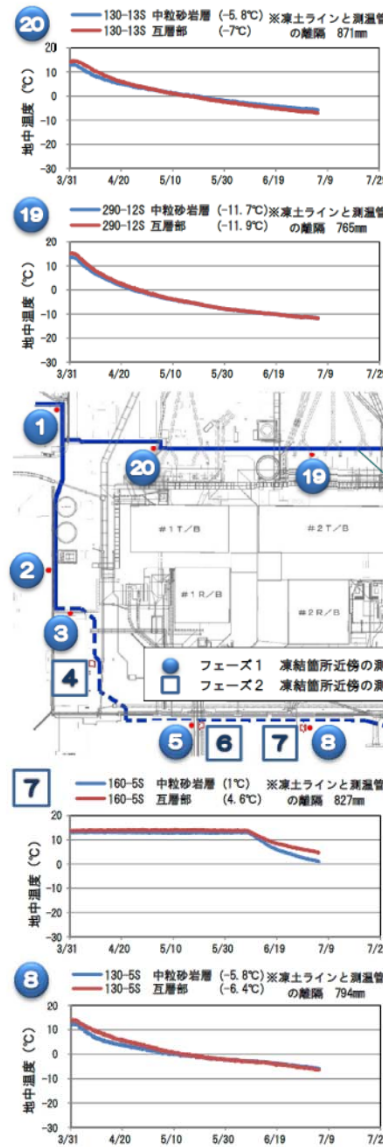 20
130-13S 中粒砂岩層 (-5.8℃) ※凍土ラインと測温管
130-13S 互層部 (-7℃) の離隔 871mm
地中温度 (℃)
20
10
0
-10
-20
-30
3/31 4/20 5/10 5/30 6/19 7/9 7/29
19
290-12S 中粒砂岩層 (-11.7℃) ※凍土ラインと測温管
290-12S 互層部 (-11.9℃) の離隔 765mm
地中温度 (℃)
20
10
0
-10
-20
-30
3/31 4/20 5/10 5/30 6/19 7/9 7/29
1
20
19
#1T/B
#2T/B
2
#1R/B
#2R/B
3
4
フェーズ1 凍結箇所近傍の測
フェーズ2 凍結箇所近傍の測
5
6
7
8
7
160-5S 中粒砂岩層 (1℃) ※凍土ラインと測温管
160-5S 互層部 (4.6℃) の離隔 827mm
地中温度 (℃)
20
10
0
-10
-20
-30
3/31 4/20 5/10 5/30 6/19 7/9 7/29
8
130-5S 中粒砂岩層 (-5.8℃) ※凍土ラインと測温管
130-5S 互層部 (-6.4℃) の離隔 794mm
地中温度 (℃)
20
10
0
-10
-20
-30
3/31 4/20 5/10 5/30 6/19 7/9 7/29